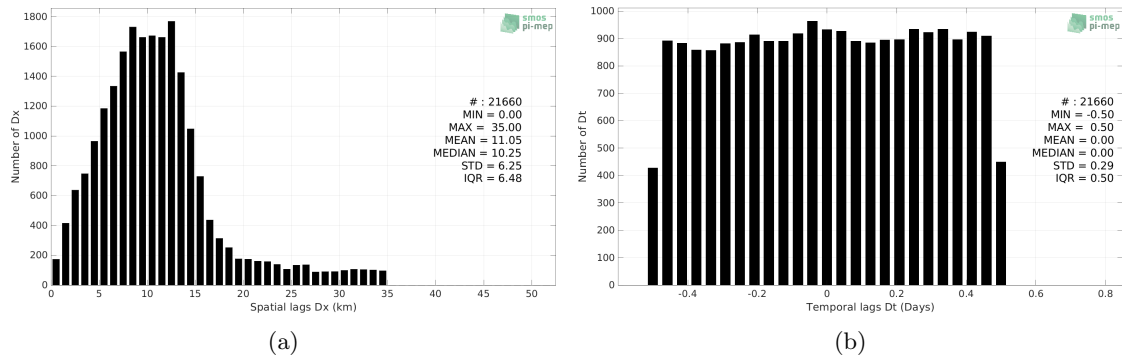 1800
1600
1400
1200
1000
800
600
400
200
0
Number of Dx
smos
pi-mep
# : 21660
MIN = 0.00
MAX = 35.00
MEAN = 11.05
MEDIAN = 10.25
STD = 6.25
IQR = 6.48
0 5 10 15 20 25 30 35 40 45 50
Spatial lags Dx (km)
(a)
1000
900
800
700
600
500
400
300
200
100
0
Number of Dt
smos
pi-mep
# : 21660
MIN = -0.50
MAX = 0.50
MEAN = 0.00
MEDIAN = 0.00
STD = 0.29
IQR = 0.50
-0.4 -0.2 0 0.2 0.4 0.6 0.8
Temporal lags Dt (Days)
(b)